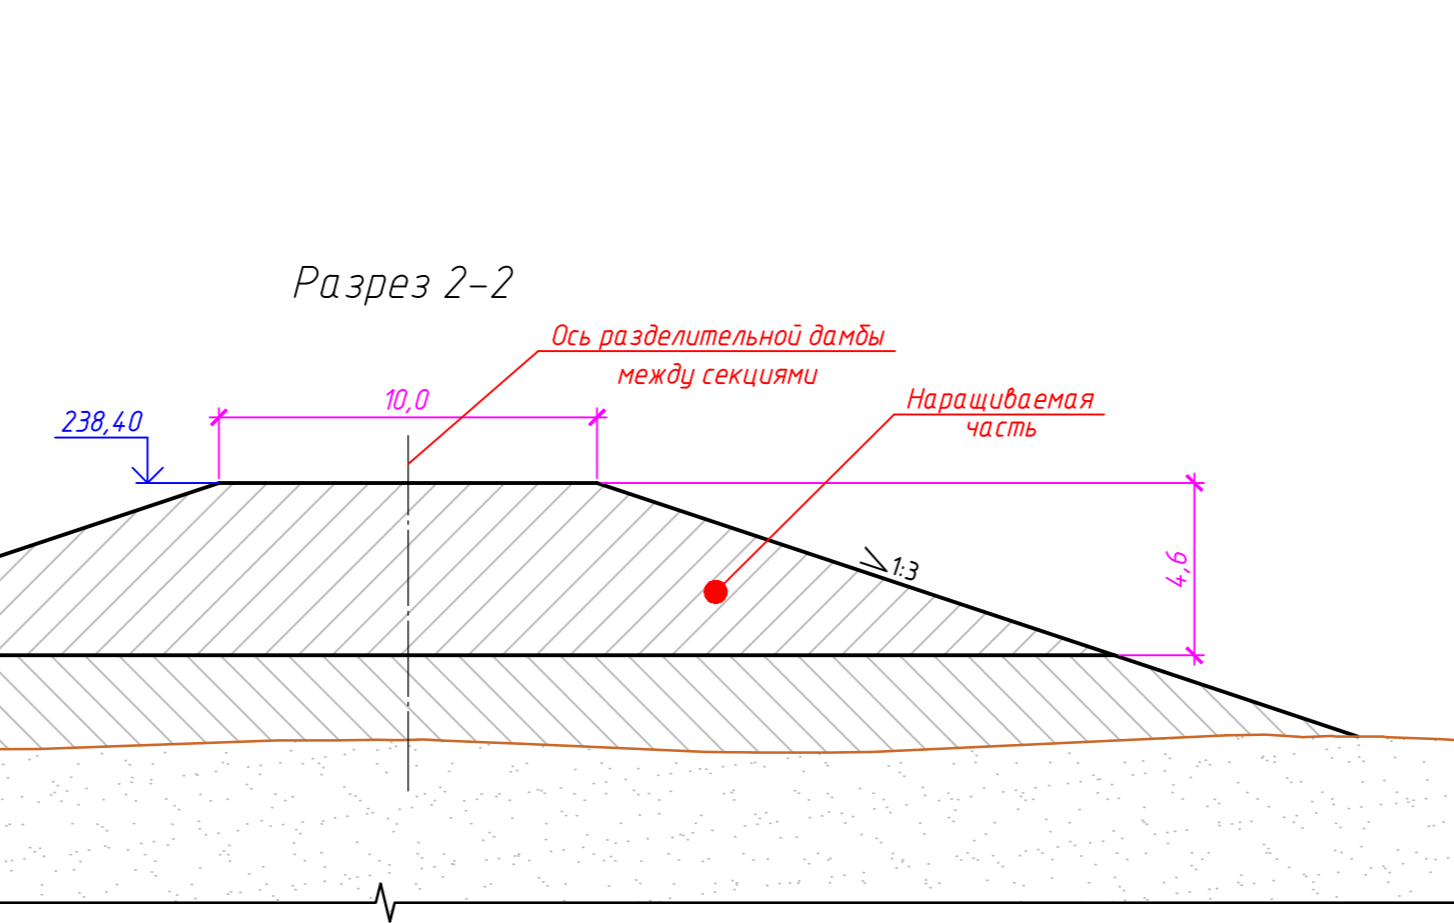 Разрез 2-2
Ось разделительной дамбы
между секциями
10,0
Наращиваемая
часть
238,40
1:3
4,6